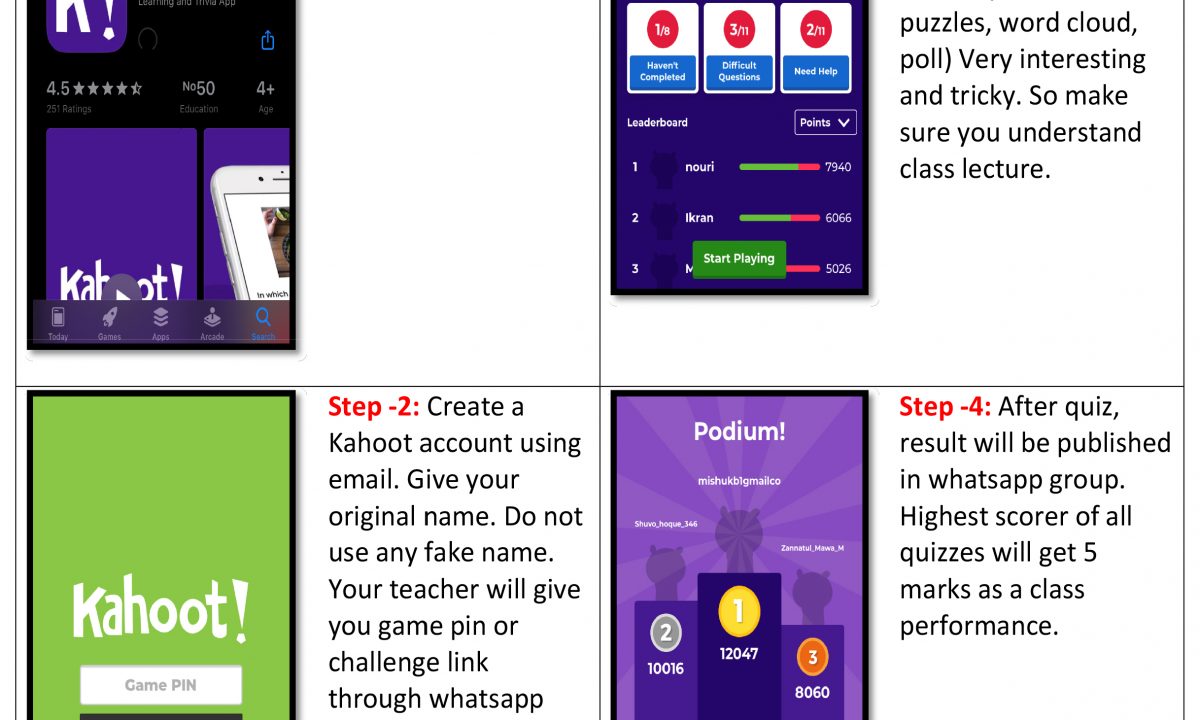 K!
Learning and Trivia App
4.5
No50
4+
251 Ratings
Education
Age
Kahoot!
In which
Today
Games
Apps
Arcade
Search
1/8
3/11
2/11
Haven't
Completed
Difficult
Questions
Need Help
Leaderboard
Points
1 nouri 7940
2 Ikran 6066
3 M 5026
Start Playing
puzzles, word cloud,
poll) Very interesting
and tricky. So make
sure you understand
class lecture.
Kahoot!
Game PIN
Step -2: Create a
Kahoot account using
email. Give your
original name. Do not
use any fake name.
Your teacher will give
you game pin or
challenge link
through whatsapp
Podium!
mishukb1gmailco
Shuvo_hoque_346
Zannatul_Mawa_M
1
2
12047
10016
3
8060
Step -4: After quiz,
result will be published
in whatsapp group.
Highest scorer of all
quizzes will get 5
marks as a class
performance.